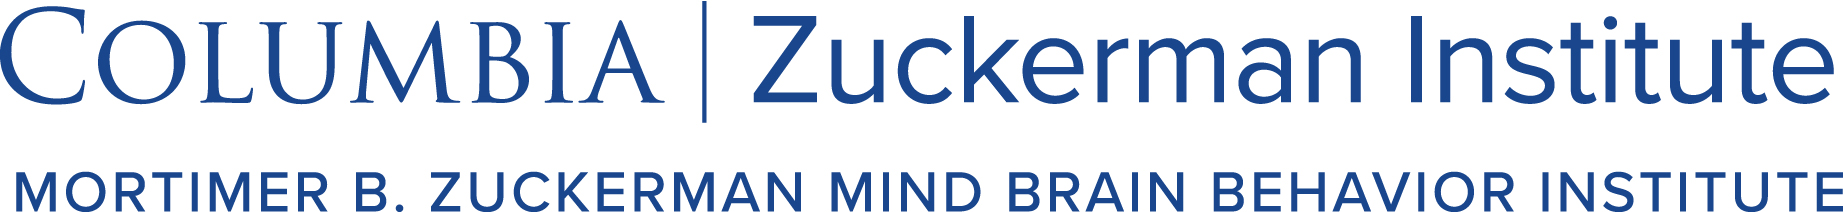 COLUMBIA | Zuckerman Institute
MORTIMER B. ZUCKERMAN MIND BRAIN BEHAVIOR INSTITUTE